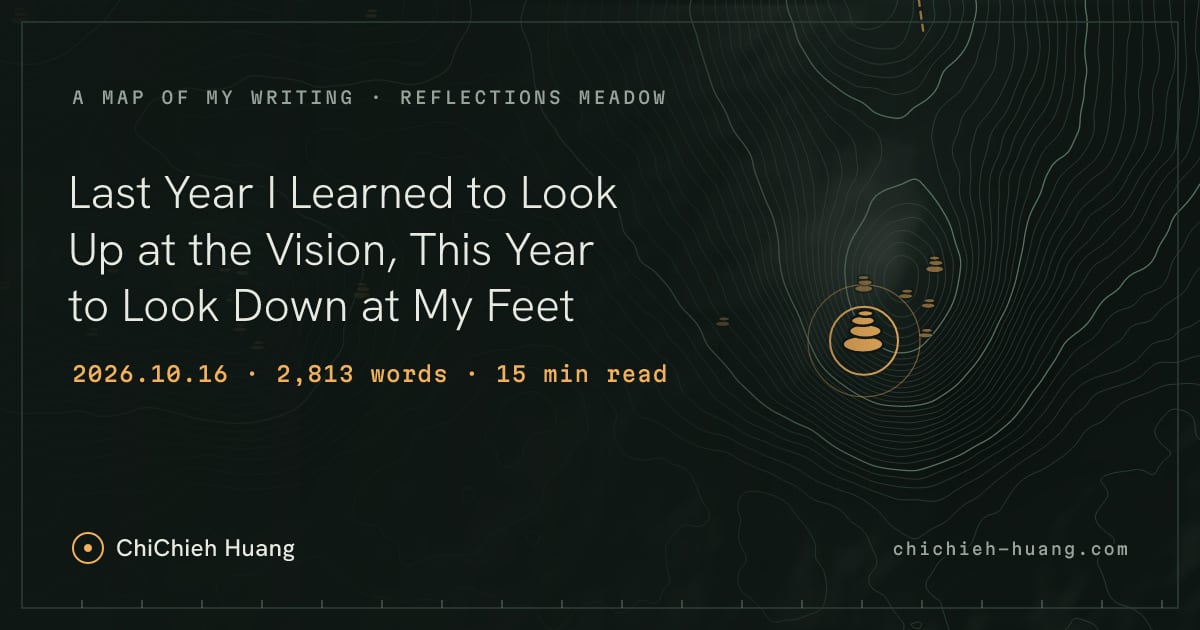 A MAP OF MY WRITING · REFLECTIONS MEADOW
Last Year I Learned to Look
Up at the Vision, This Year
to Look Down at My Feet
2026.10.16 · 2,813 words · 15 min read
ChiChieh Huang
chichieh-huang.com